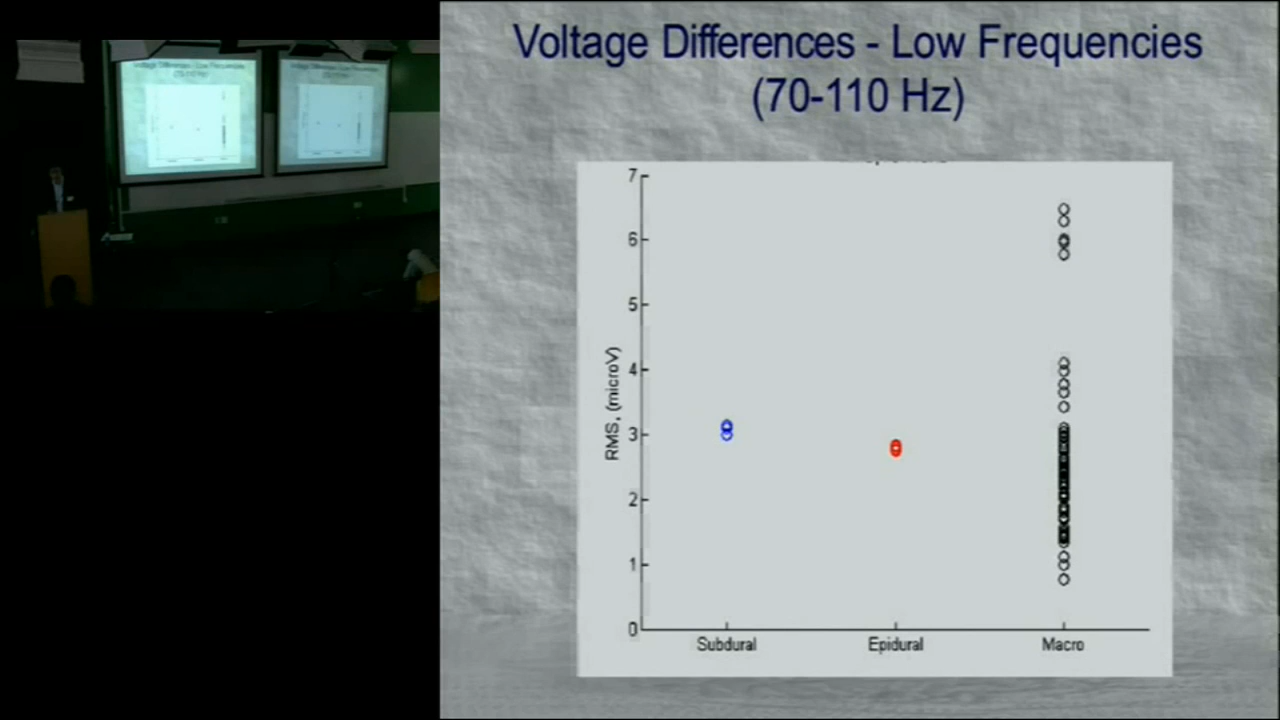 Voltage Differences - Low Frequencies
(70-110 Hz)
7
6
5
4
3
2
1
0
RMS, (microV)
Subdural
Epidural
Macro